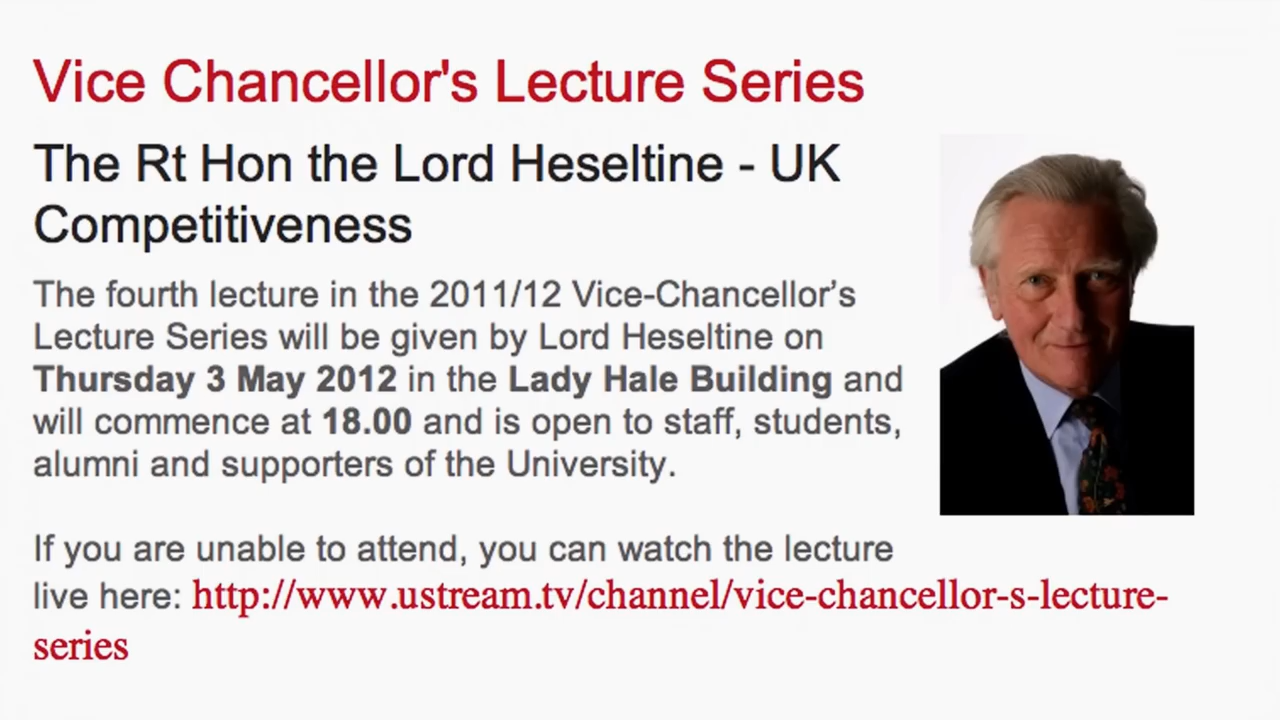 Vice Chancellor's Lecture Series
The Rt Hon the Lord Heseltine - UK
Competitiveness
The fourth lecture in the 2011/12 Vice-Chancellor’s
Lecture Series will be given by Lord Heseltine on
Thursday 3 May 2012 in the Lady Hale Building and
will commence at 18.00 and is open to staff, students,
alumni and supporters of the University.
If you are unable to attend, you can watch the lecture
live here: http://www.ustream.tv/channel/vice-chancellor-s-lecture-
series